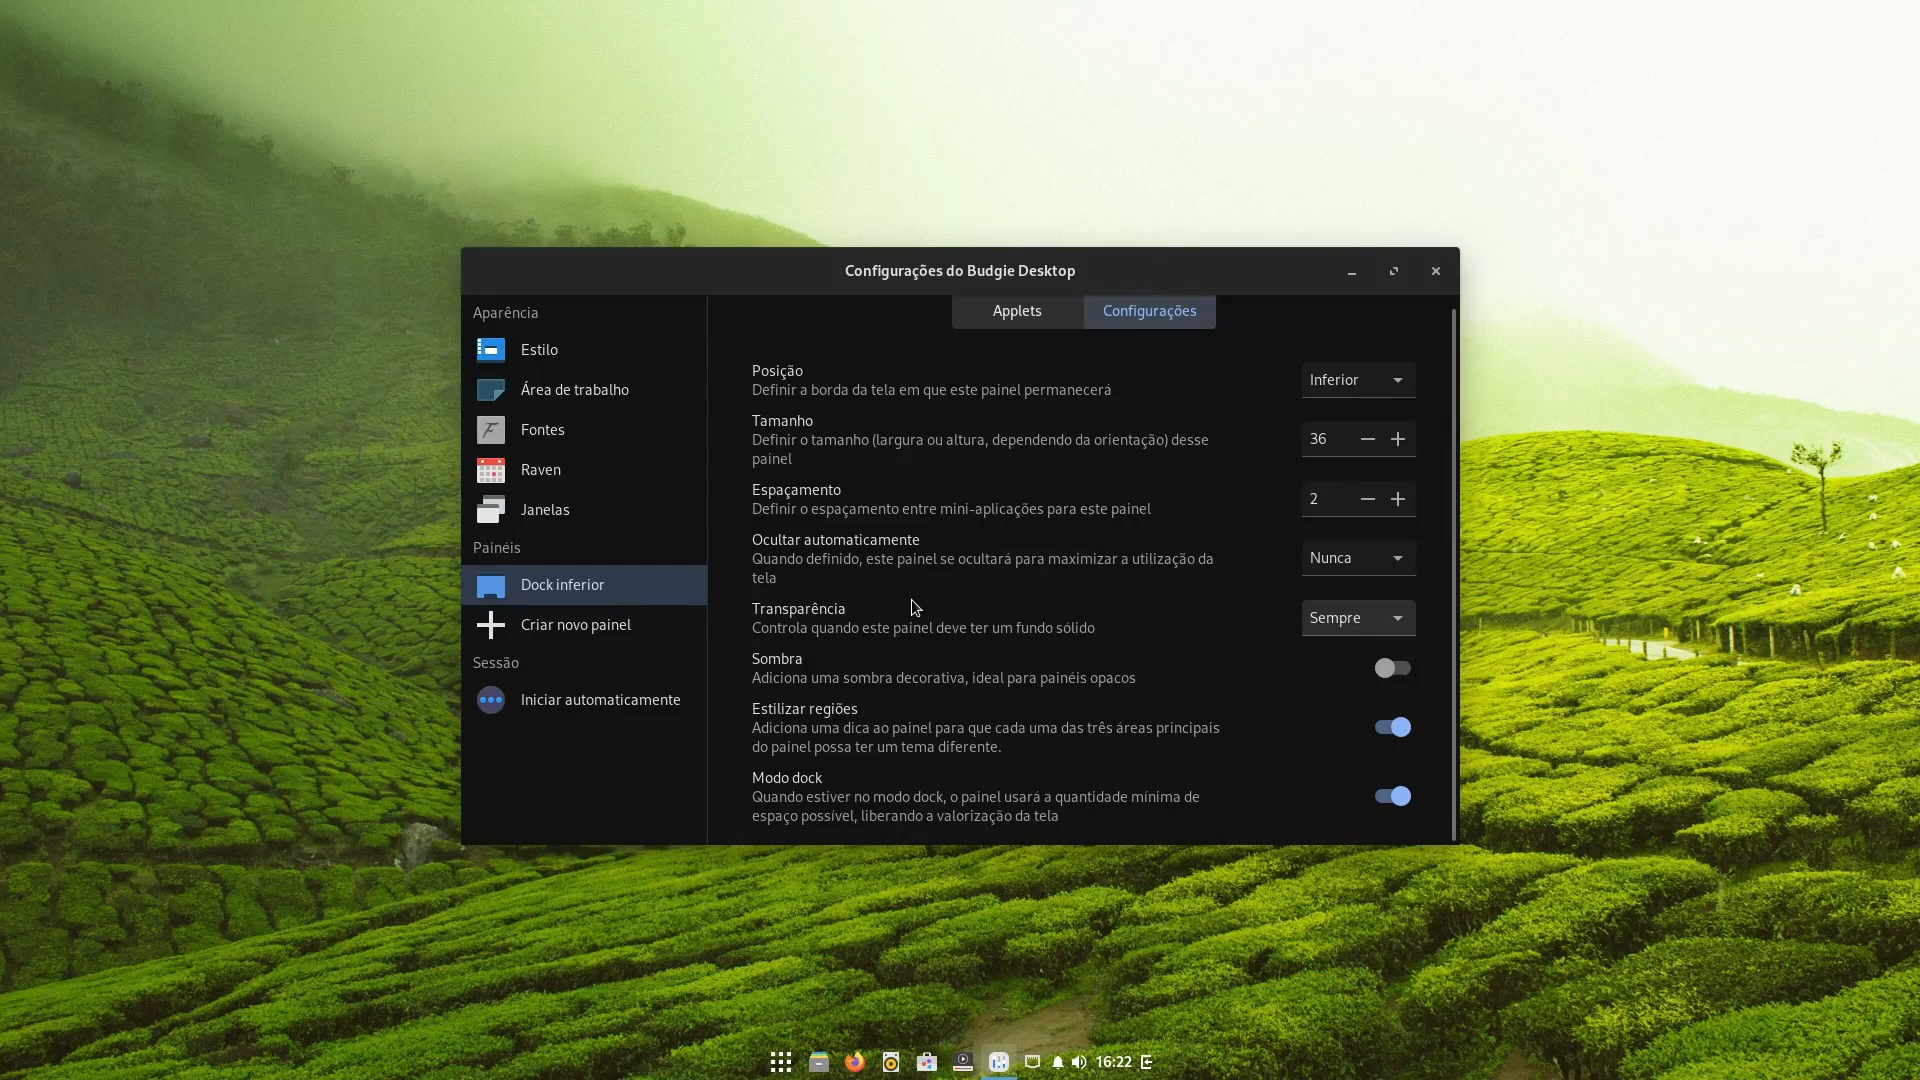 Configurações do Budgie Desktop
Aparência
Estilo
Área de trabalho
Fontes
Raven
Janelas
Painéis
Dock inferior
Criar novo painel
Sessão
Iniciar automaticamente
Applets
Configurações
Posição
Definir a borda da tela em que este painel permanecerá
Inferior
Tamanho
Definir o tamanho (largura ou altura, dependendo da orientação) desse
painel
36
Espaçamento
Definir o espaçamento entre mini-aplicações para este painel
2
Ocultar automaticamente
Quando definido, este painel se ocultará para maximizar a utilização da
tela
Nunca
Transparência
Controla quando este painel deve ter um fundo sólido
Sempre
Sombra
Adiciona uma sombra decorativa, ideal para painéis opacos
Estilizar regiões
Adiciona uma dica ao painel para que cada uma das três áreas principais
do painel possa ter um tema diferente.
Modo dock
Quando estiver no modo dock, o painel usará a quantidade mínima de
espaço possível, liberando a valorização da tela
16:22